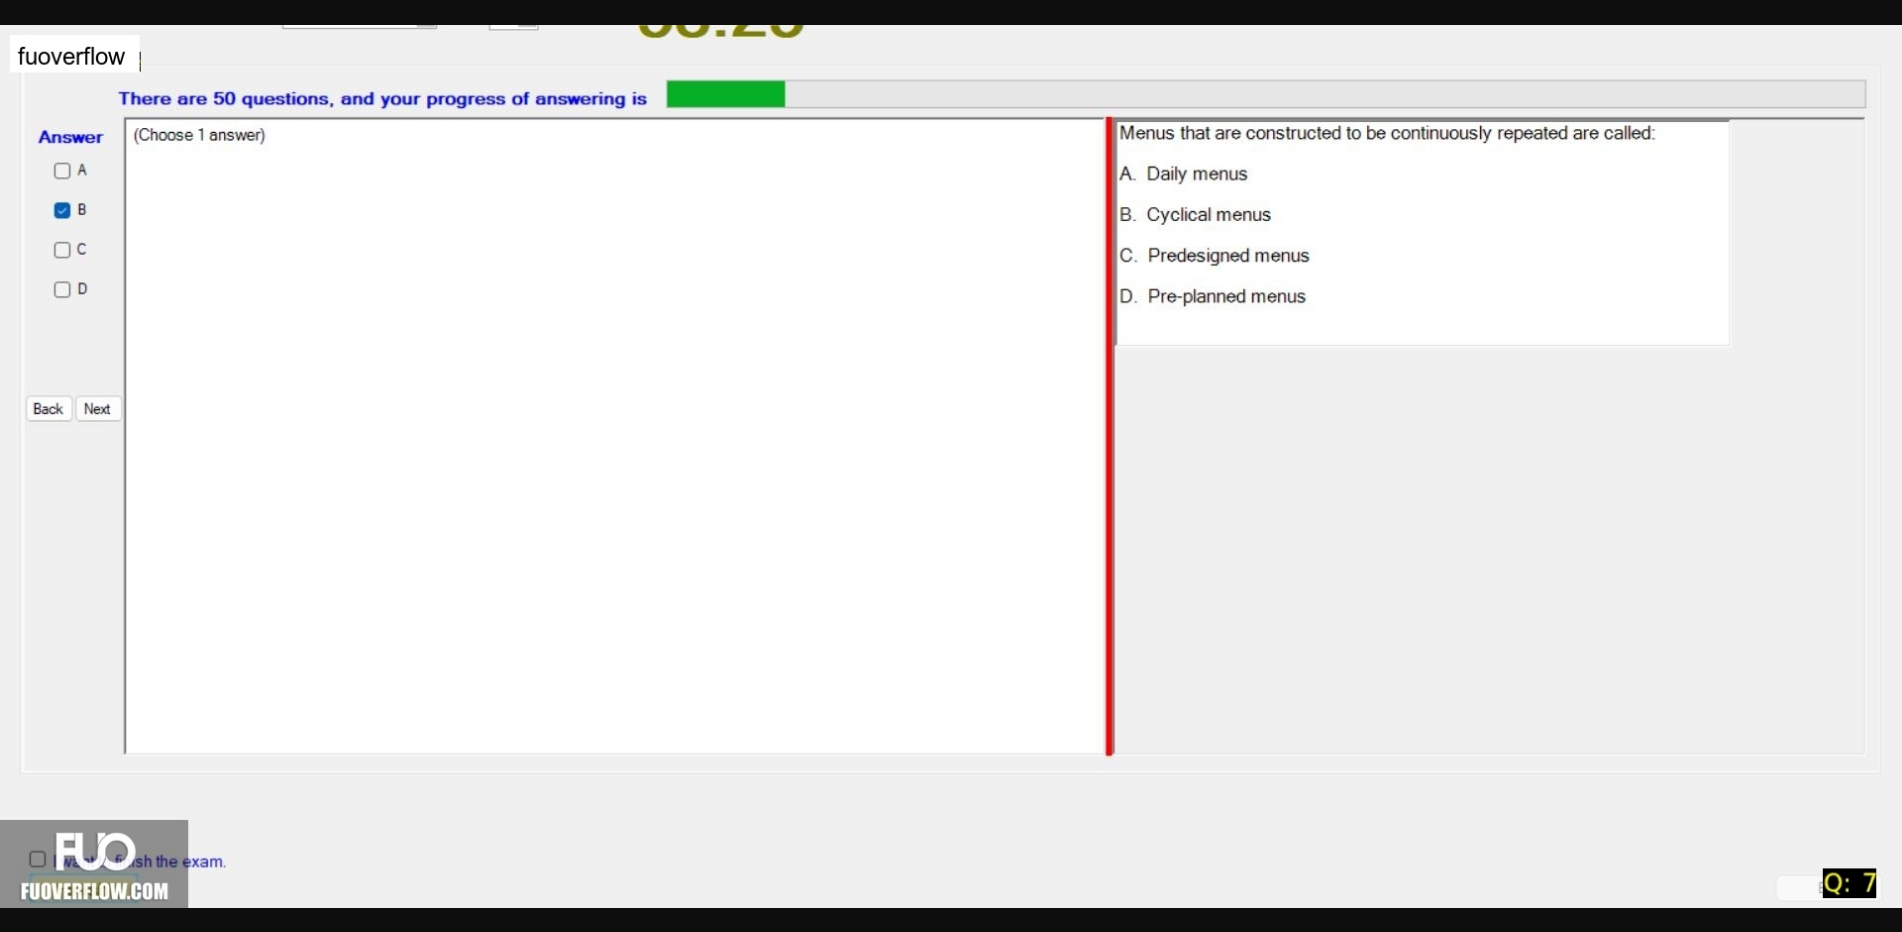 fuoverflow
There are 50 questions, and your progress of answering is
Answer
(Choose 1 answer)
A
B
C
D
Back Next
Menus that are constructed to be continuously repeated are called:
A. Daily menus
B. Cyclical menus
C. Predesigned menus
D. Pre-planned menus
FUO
the exam.
FUOVERFLOW.COM
Q: 7